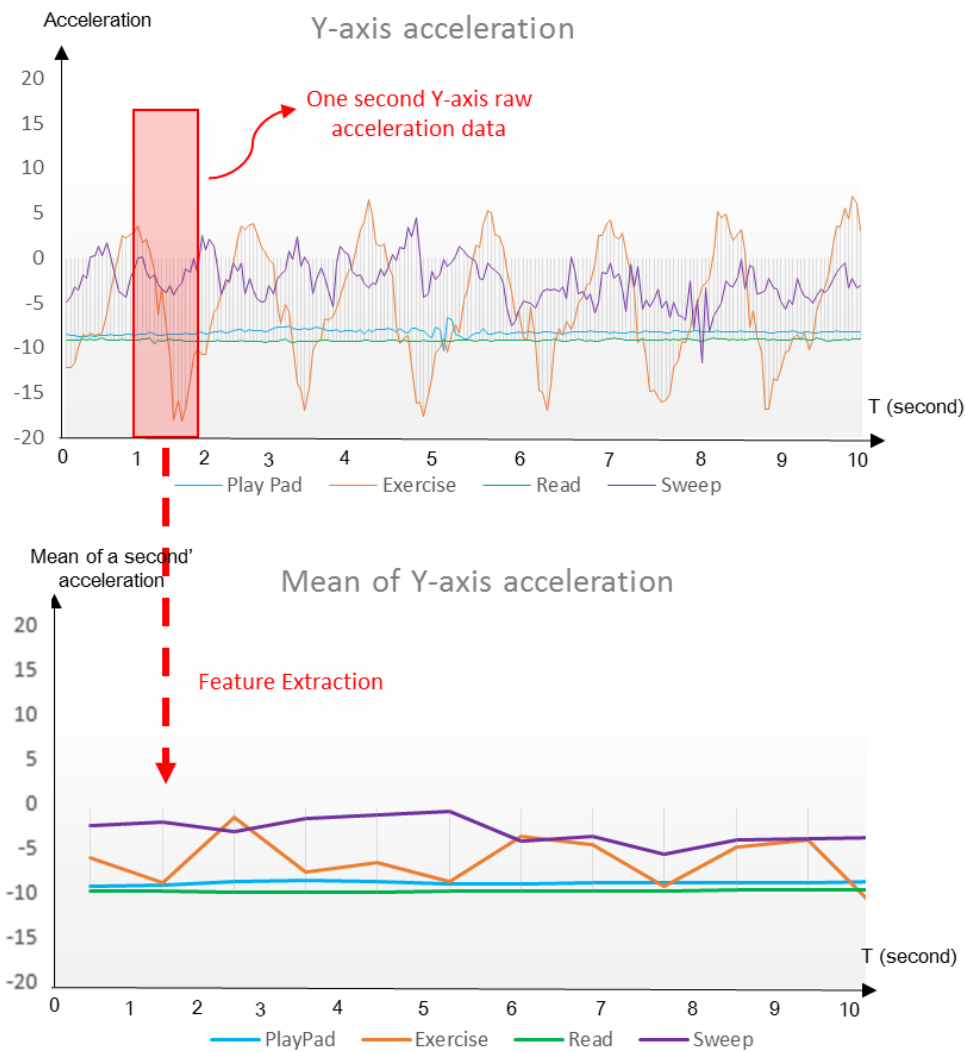 Acceleration
Y-axis acceleration
20
15
10
5
0
-5
-10
-15
-20
One second Y-axis raw
acceleration data
T (second)
0 1 2 3 4 5 6 7 8 9 10
Play Pad Exercise Read Sweep
Mean of a second’
acceleration
Mean of Y-axis acceleration
20
15
10
5
0
-5
-10
-15
-20
Feature Extraction
T (second)
0 1 2 3 4 5 6 7 8 9 10
PlayPad Exercise Read Sweep